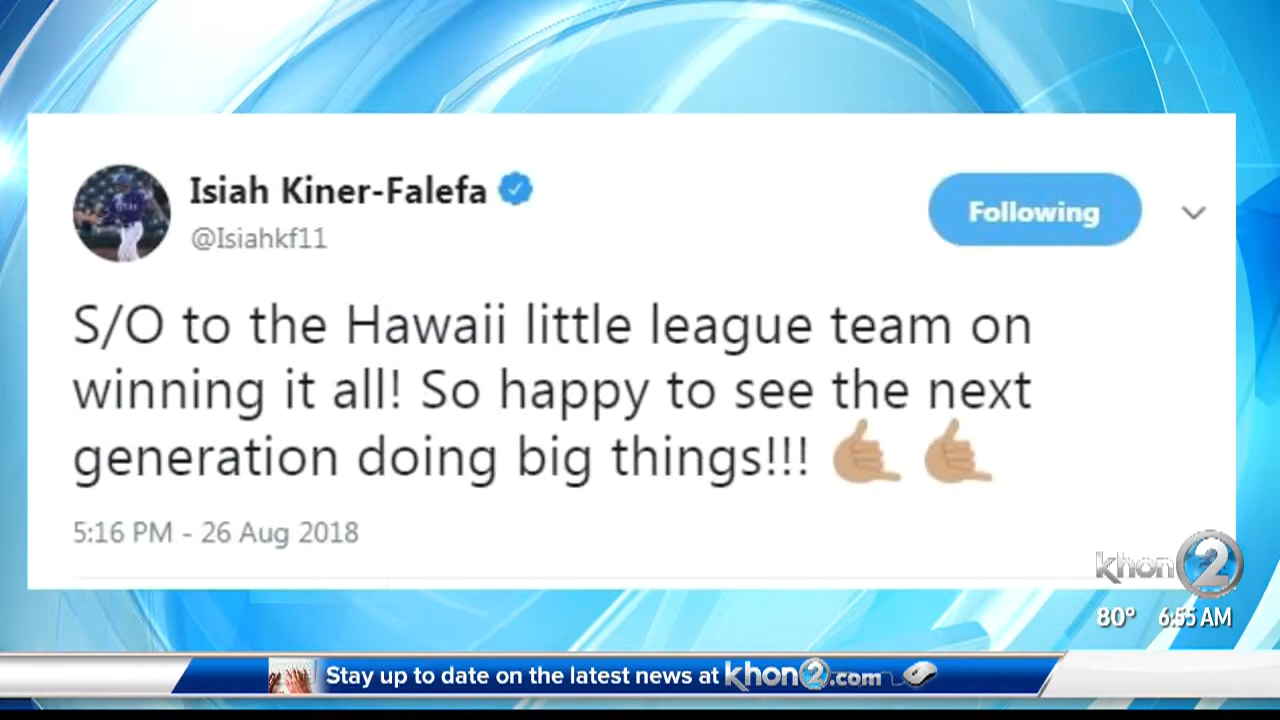 Isiah Kiner-Falefa
@Isiahkf11
Following
S/O to the Hawaii little league team on
winning it all! So happy to see the next
generation doing big things!!! 🤙🏽 🤙🏽
5:16 PM - 26 Aug 2018
khon 2
80° 6:55 AM
Stay up to date on the latest news at khon2.com